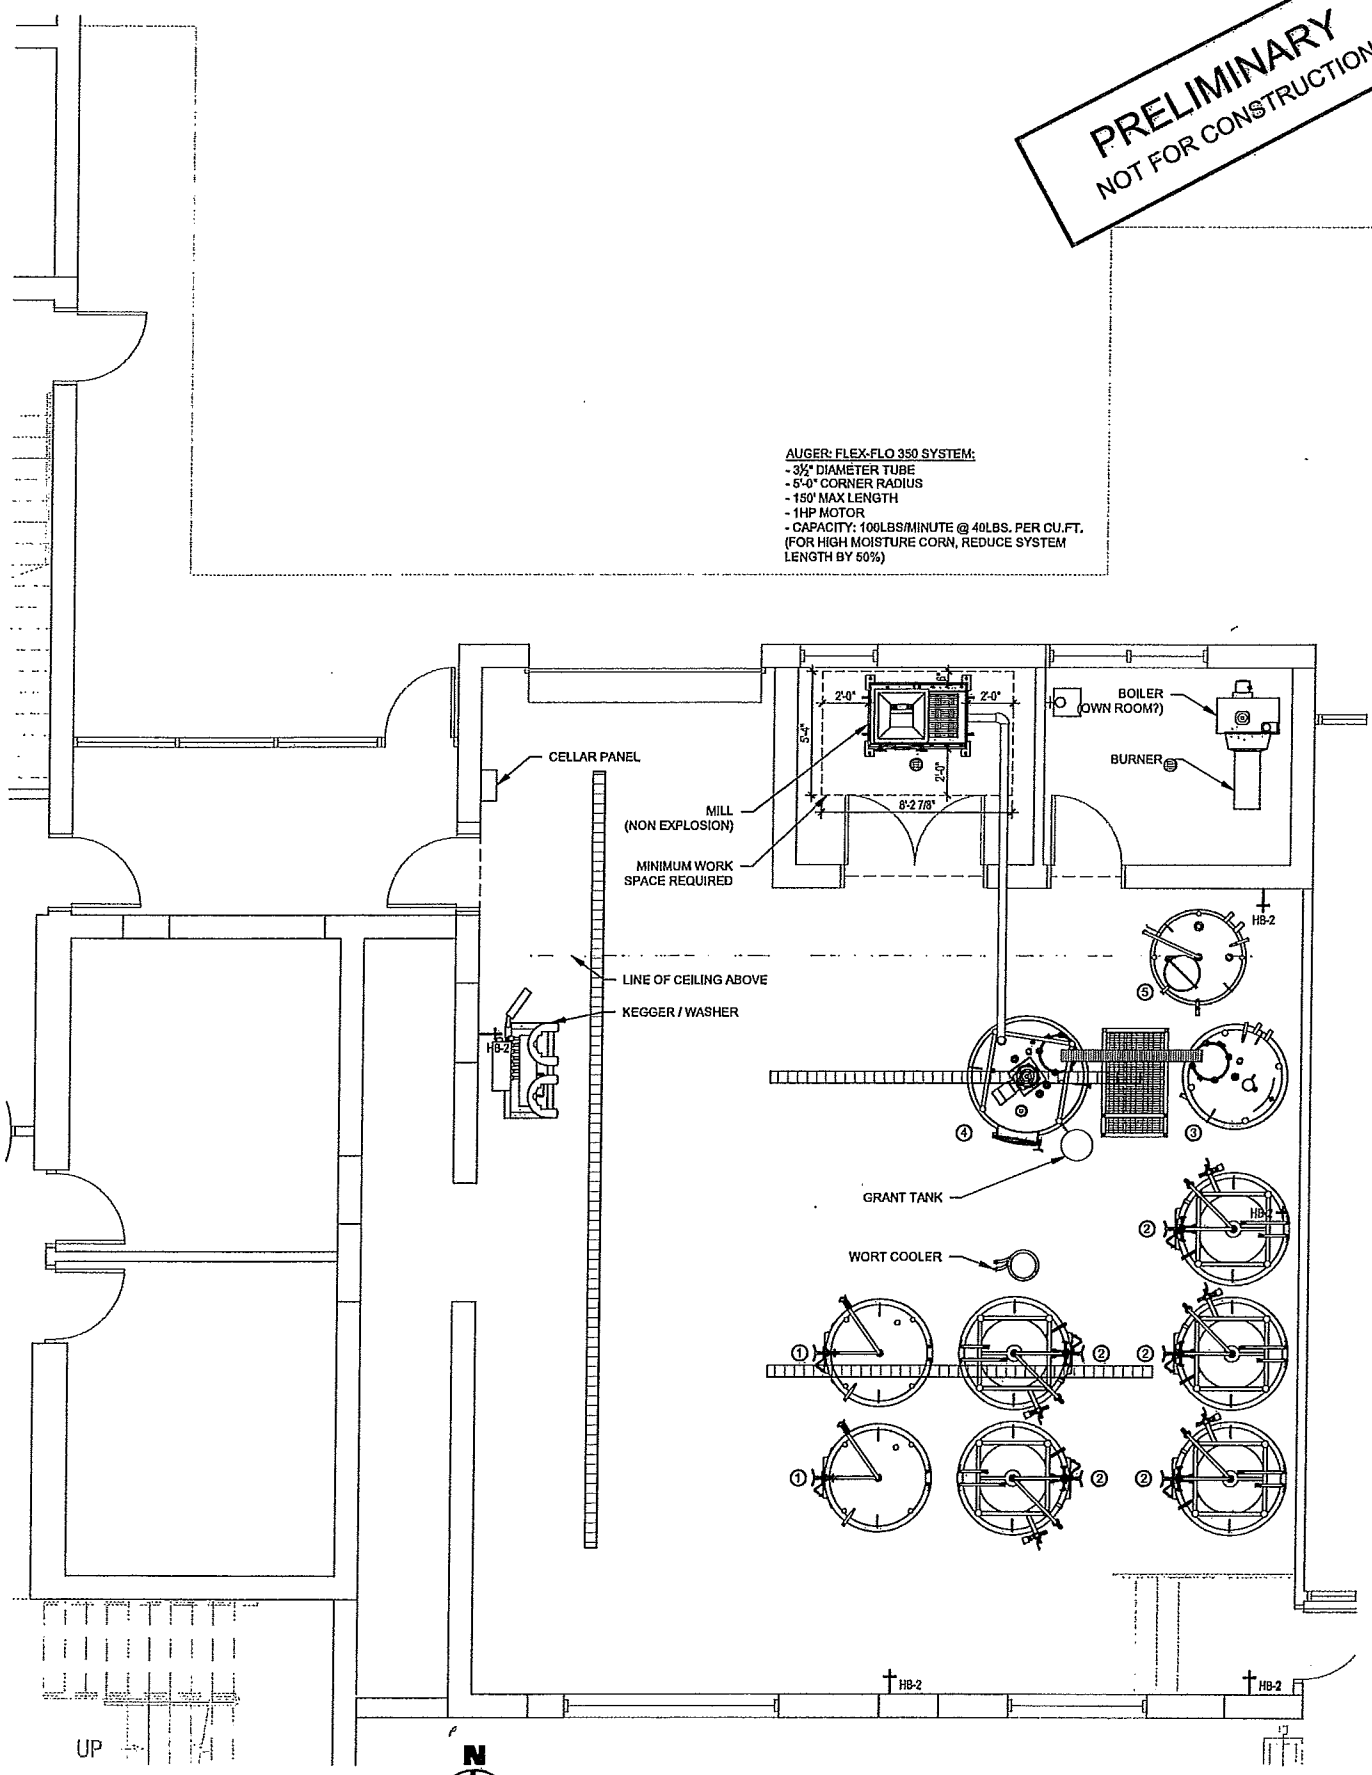 PRELIMINARY
NOT FOR CONSTRUCTION
AUGER: FLEX-FLO 350 SYSTEM:
- 3½" DIAMETER TUBE
- 5'-0" CORNER RADIUS
- 150' MAX LENGTH
- 1HP MOTOR
- CAPACITY: 100LBS/MINUTE @ 40LBS. PER CU.FT.
(FOR HIGH MOISTURE CORN, REDUCE SYSTEM
LENGTH BY 50%)
6"
2'-0"
2'-0"
5'-4"
2'-0"
8'-2 7/8"
BOILER
(OWN ROOM?)
BURNER
CELLAR PANEL
MILL
(NON EXPLOSION)
MINIMUM WORK
SPACE REQUIRED
HB-2
LINE OF CEILING ABOVE
5
KEGGER / WASHER
HB-2
4
3
GRANT TANK
HB-2
2
WORT COOLER
1
2
2
1
2
2
HB-2
HB-2
UP
N